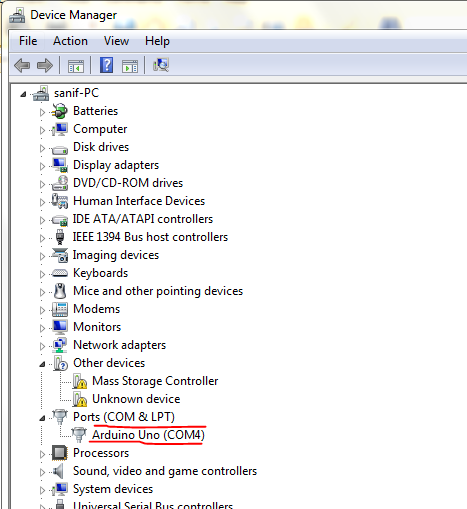 Device Manager
File Action View Help
sanif-PC
Batteries
Computer
Disk drives
Display adapters
DVD/CD-ROM drives
Human Interface Devices
IDE ATA/ATAPI controllers
IEEE 1394 Bus host controllers
Imaging devices
Keyboards
Mice and other pointing devices
Modems
Monitors
Network adapters
Other devices
Mass Storage Controller
Unknown device
Ports (COM & LPT)
Arduino Uno (COM4)
Processors
Sound, video and game controllers
System devices
Universal Serial Bus controllers